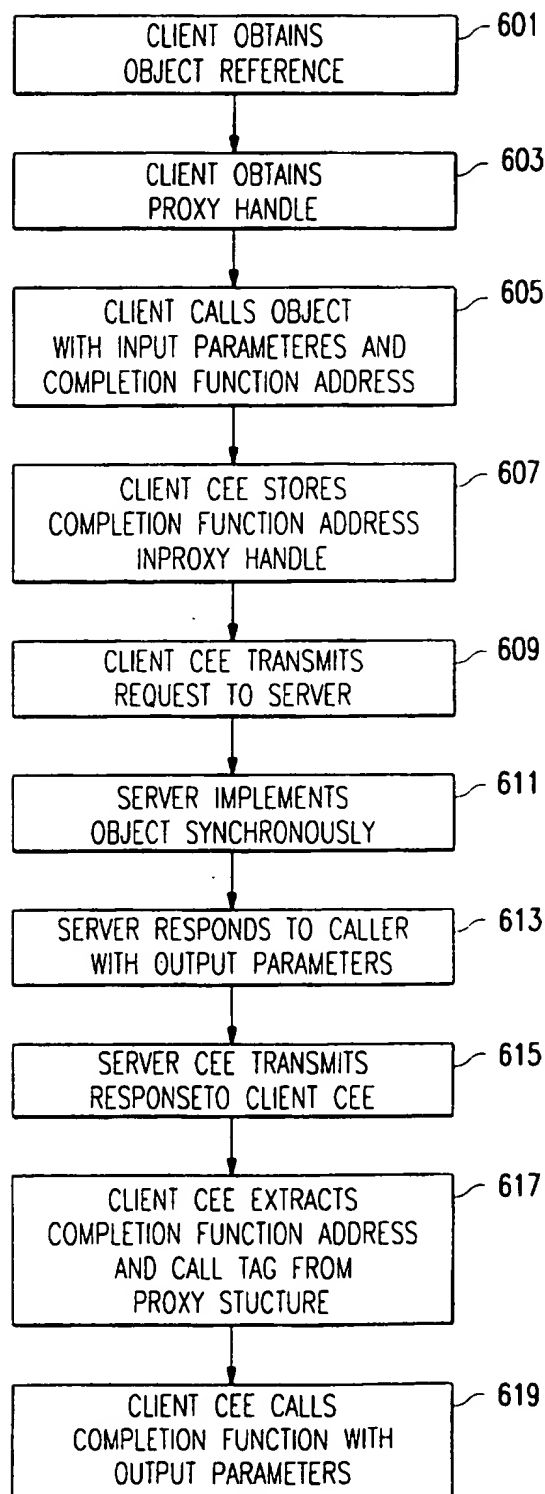 CLIENT OBTAINS
OBJECT REFERENCE
601
CLIENT OBTAINS
PROXY HANDLE
603
CLIENT CALLS OBJECT
WITH INPUT PARAMETERES AND
COMPLETION FUNCTION ADDRESS
605
CLIENT CEE STORES
COMPLETION FUNCTION ADDRESS
INPROXY HANDLE
607
CLIENT CEE TRANSMITS
REQUEST TO SERVER
609
SERVER IMPLEMENTS
OBJECT SYNCHRONOUSLY
611
SERVER RESPONDS TO CALLER
WITH OUTPUT PARAMETERS
613
SERVER CEE TRANSMITS
RESPONSETO CLIENT CEE
615
CLIENT CEE EXTRACTS
COMPLETION FUNCTION ADDRESS
AND CALL TAG FROM
PROXY STUCTURE
617
CLIENT CEE CALLS
COMPLETION FUNCTION WITH
OUTPUT PARAMETERS
619